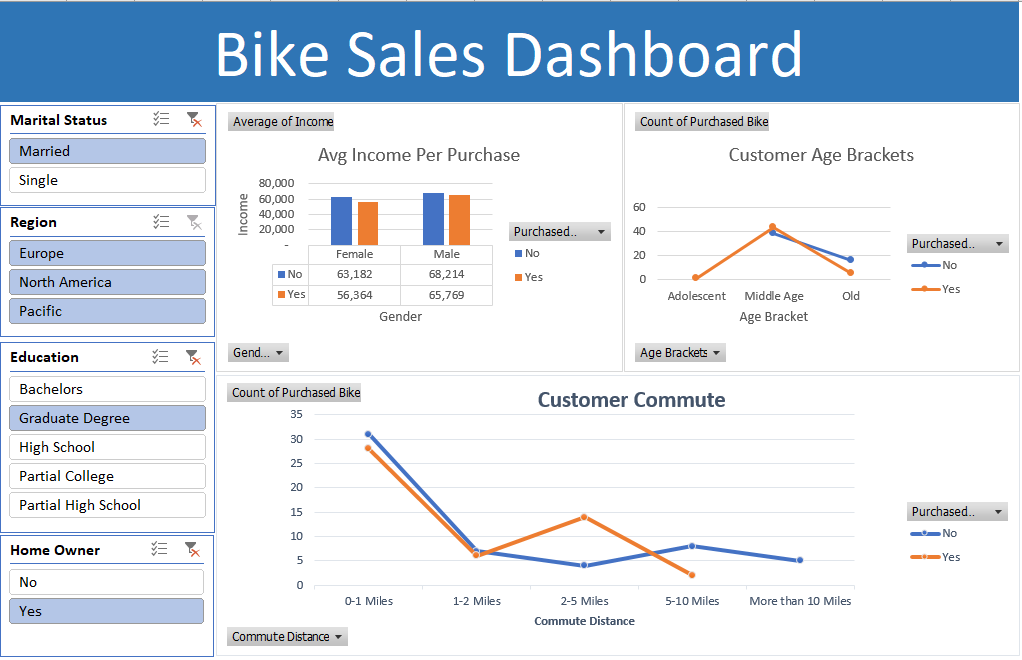 Bike Sales Dashboard
Marital Status
Married
Single
Region
Europe
North America
Pacific
Education
Bachelors
Graduate Degree
High School
Partial College
Partial High School
Home Owner
No
Yes
Average of Income
Avg Income Per Purchase
Income
80,000
60,000
40,000
20,000
-
Female Male
No 63,182 68,214
Yes 56,364 65,769
Gender
Purchased..
No
Yes
Gend...
Count of Purchased Bike
Customer Age Brackets
60
40
20
0
Adolescent Middle Age Old
Age Bracket
Purchased..
No
Yes
Age Brackets
Count of Purchased Bike
Customer Commute
35
30
25
20
15
10
5
0
0-1 Miles 1-2 Miles 2-5 Miles 5-10 Miles More than 10 Miles
Commute Distance
Purchased..
No
Yes
Commute Distance